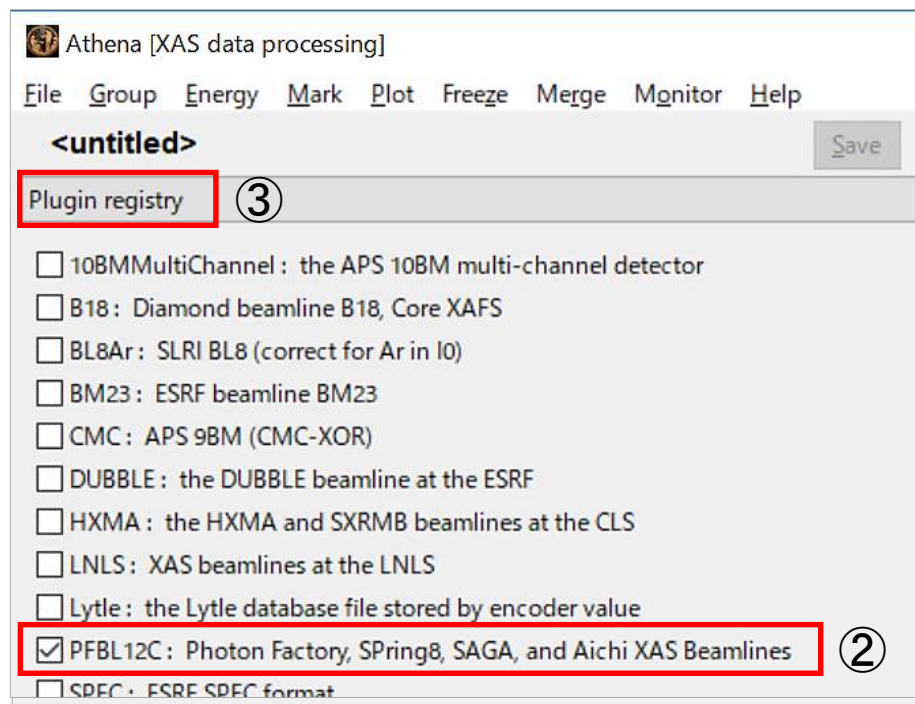 Athena [XAS data processing]
File Group Energy Mark Plot Freeze Merge Monitor Help
<untitled> Save
Plugin registry ③
10BMMultiChannel : the APS 10BM multi-channel detector
B18 : Diamond beamline B18, Core XAFS
BL8Ar : SLRI BL8 (correct for Ar in I0)
BM23 : ESRF beamline BM23
CMC : APS 9BM (CMC-XOR)
DUBBLE : the DUBBLE beamline at the ESRF
HXMA : the HXMA and SXRMB beamlines at the CLS
LNLS : XAS beamlines at the LNLS
Lytle : the Lytle database file stored by encoder value
PFBL12C : Photon Factory, SPring8, SAGA, and Aichi XAS Beamlines ②
SPEC : ESRF SPEC format